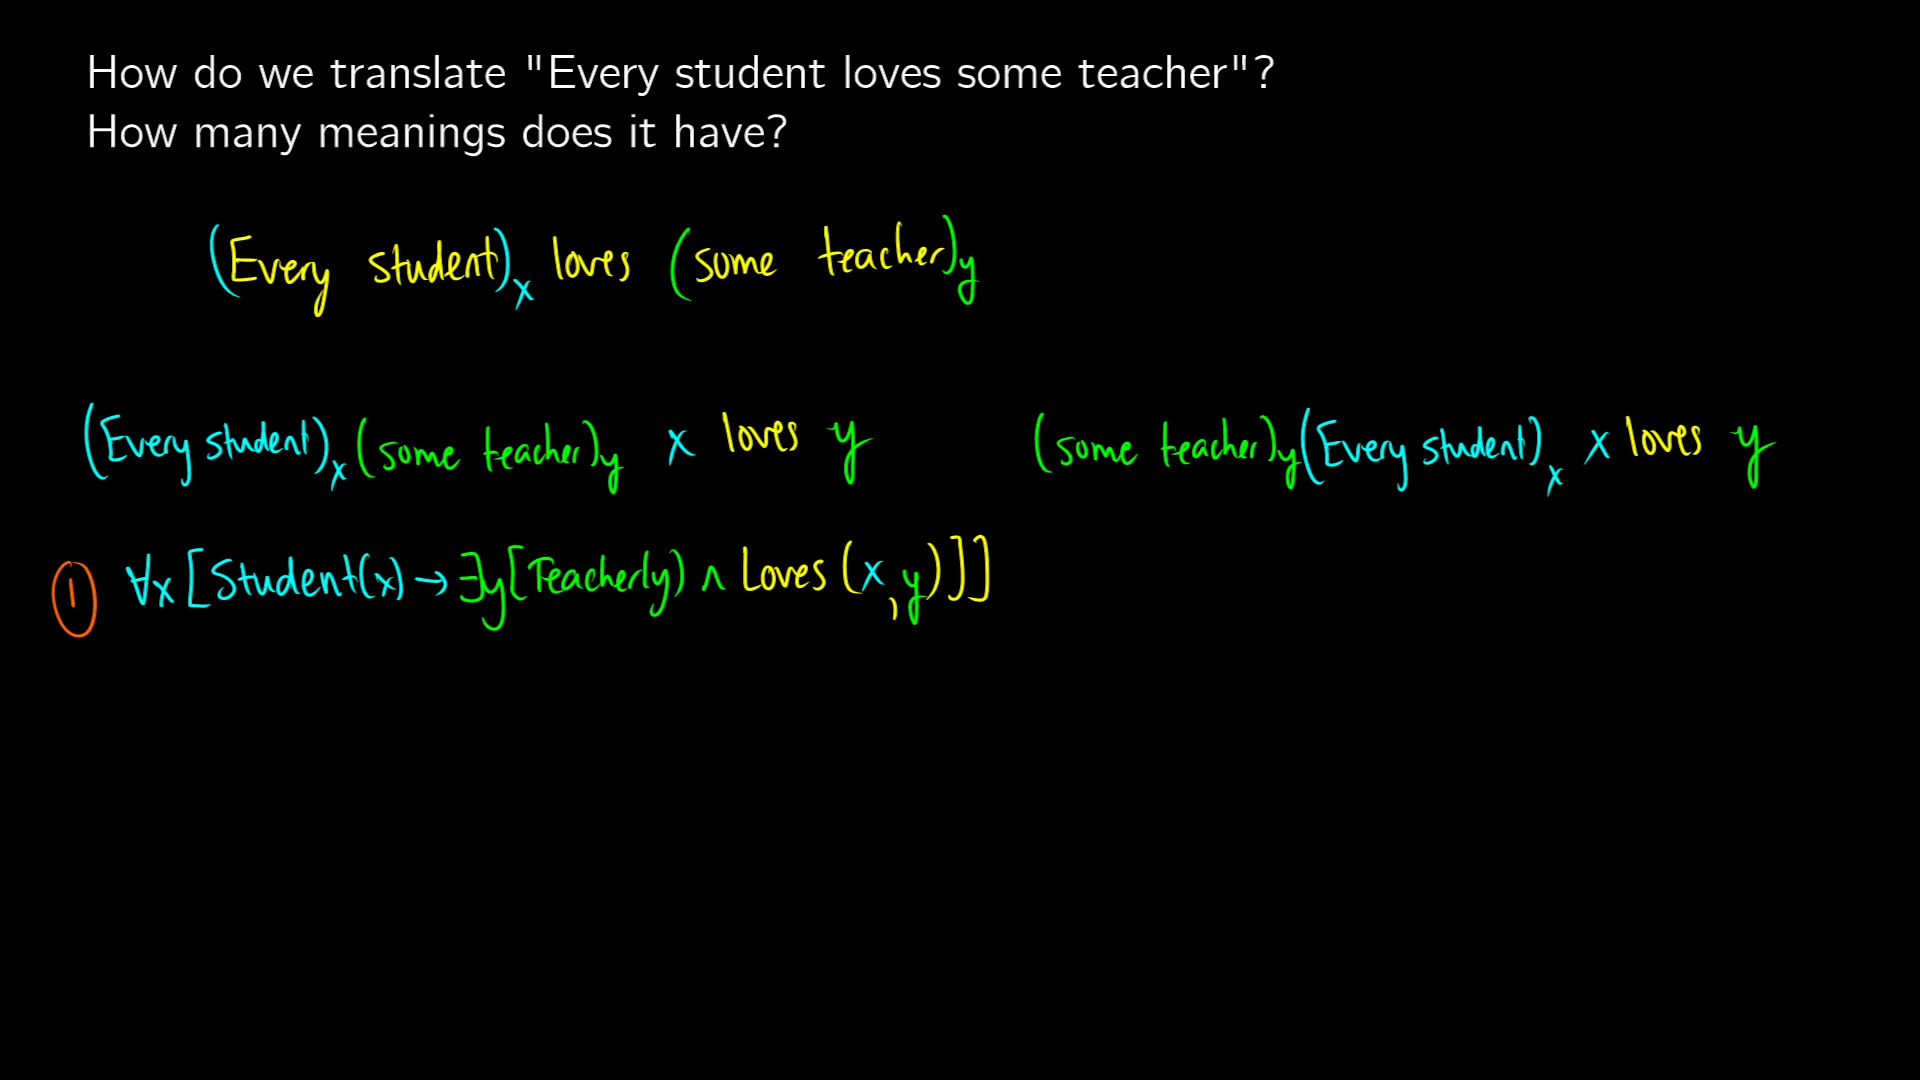 How do we translate "Every student loves some teacher"?
How many meanings does it have?
(Every student)x loves (some teacher)y
(Every student)x (some teacher)y x loves y
(some teacher)y (Every student)x x loves y
① ∀x [Student(x) → ∃y [Teacher(y) ∧ Loves (x, y)]]